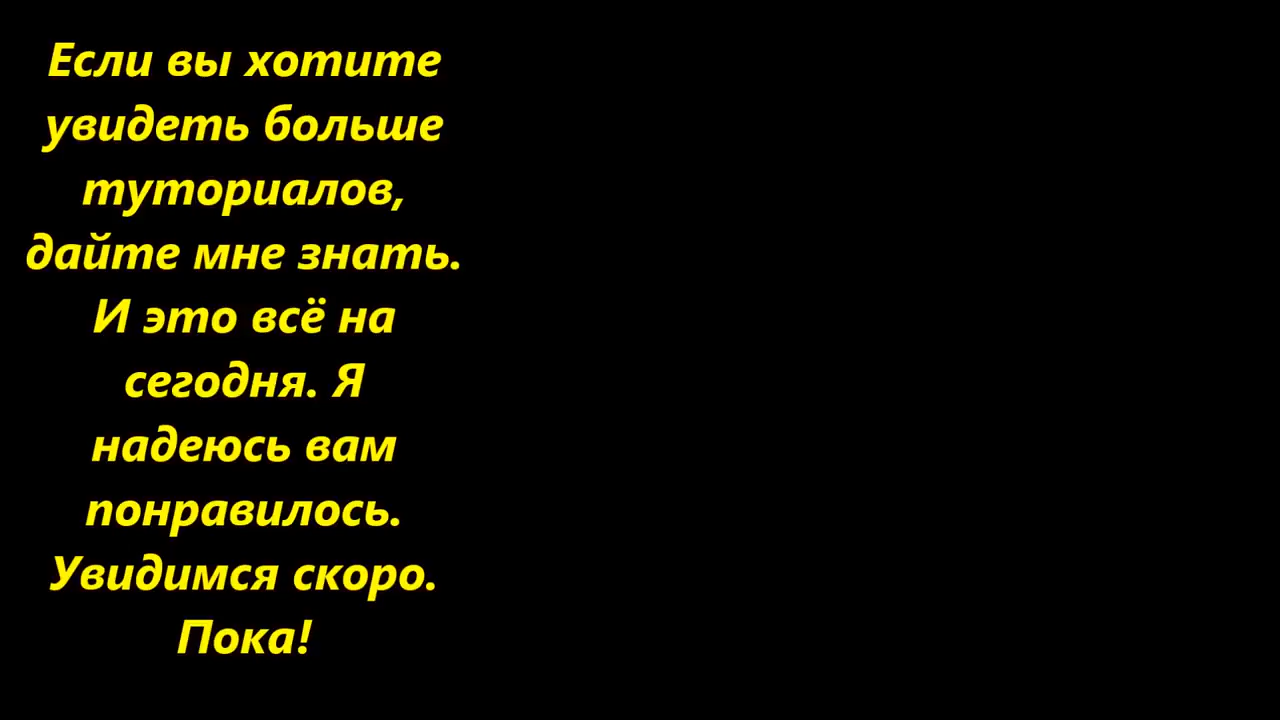 Если вы хотите
увидеть больше
туториалов,
дайте мне знать.
И это всё на
сегодня. Я
надеюсь вам
понравилось.
Увидимся скоро.
Пока!